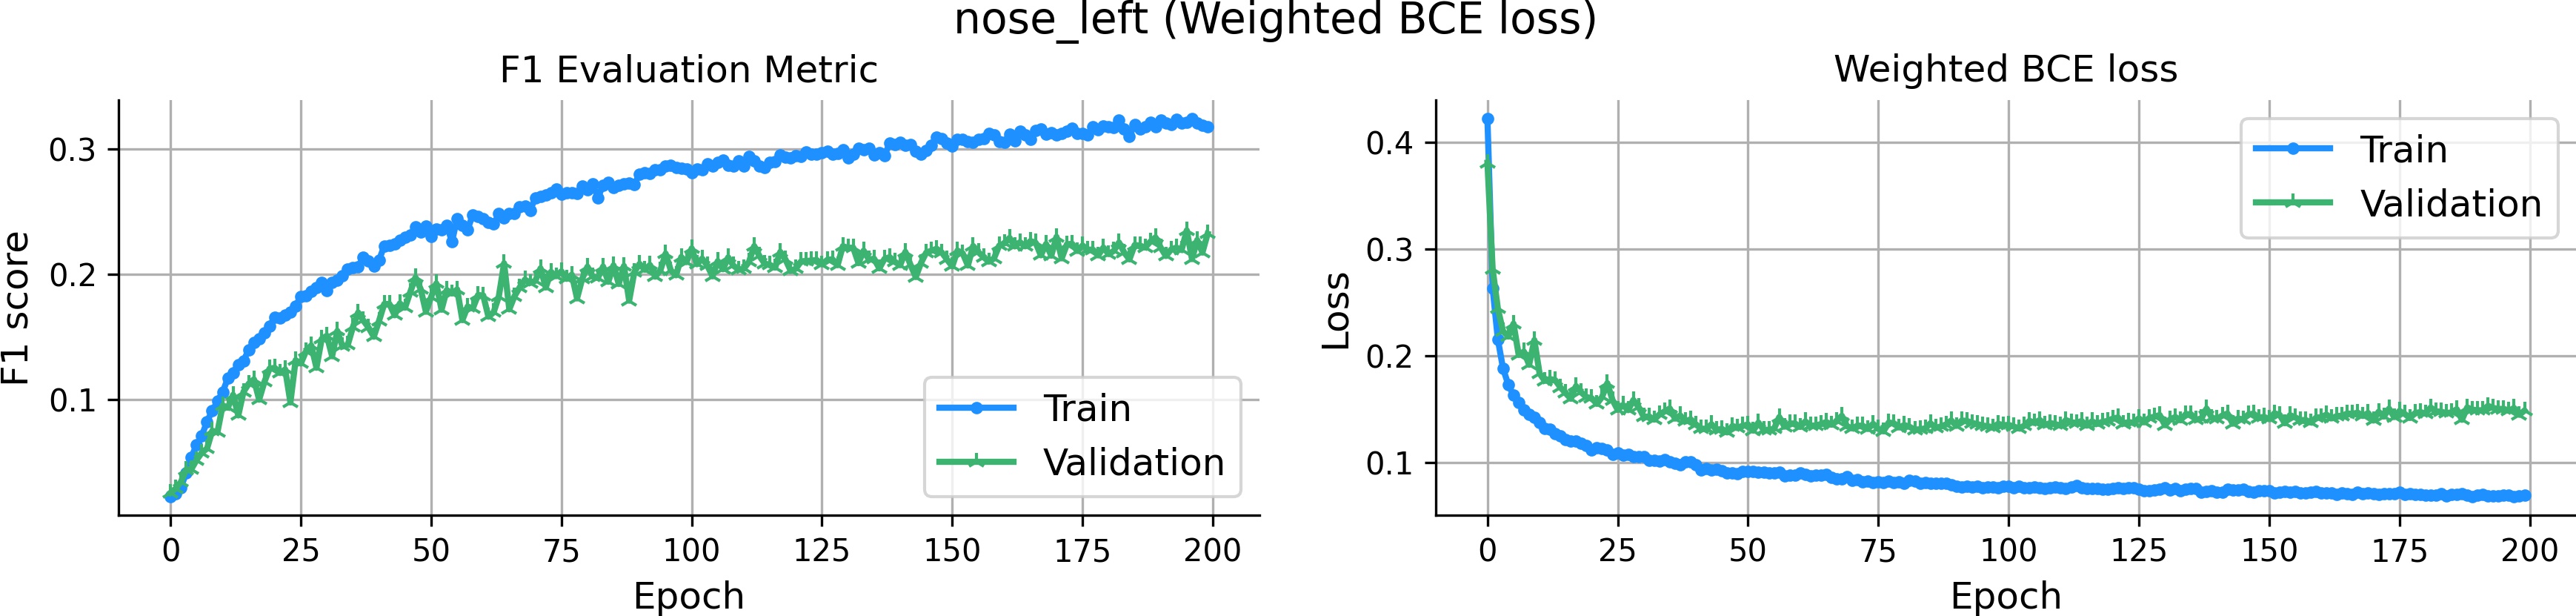 nose_left (Weighted BCE loss)
F1 Evaluation Metric
F1 score
0.3
0.2
0.1
0 25 50 75 100 125 150 175 200
Epoch
Train
Validation
Weighted BCE loss
Loss
0.4
0.3
0.2
0.1
0 25 50 75 100 125 150 175 200
Epoch
Train
Validation